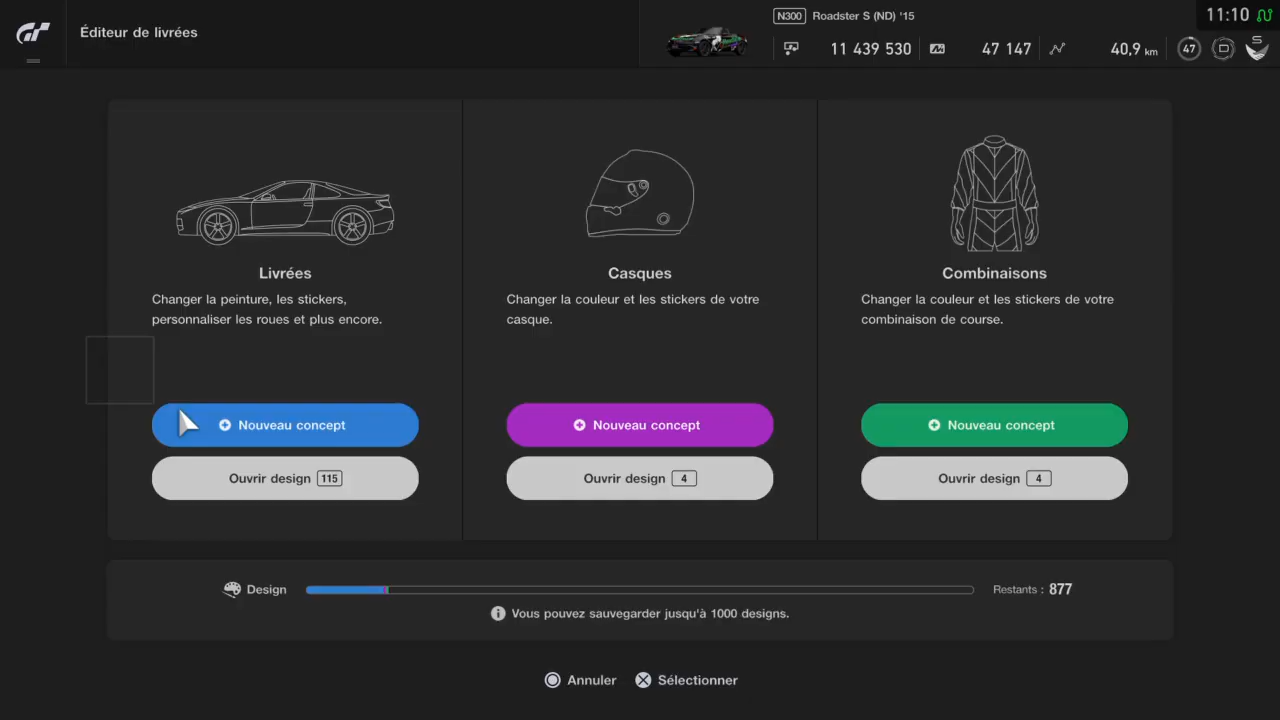 Éditeur de livrées
N300 Roadster S (ND) '15
11:10
11 439 530
47 147
40,9 km
47
D
S
Livrées
Changer la peinture, les stickers,
personnaliser les roues et plus encore.
Nouveau concept
Ouvrir design 115
Casques
Changer la couleur et les stickers de votre
casque.
Nouveau concept
Ouvrir design 4
Combinaisons
Changer la couleur et les stickers de votre
combinaison de course.
Nouveau concept
Ouvrir design 4
Design
Restants : 877
Vous pouvez sauvegarder jusqu'à 1000 designs.
Annuler Sélectionner